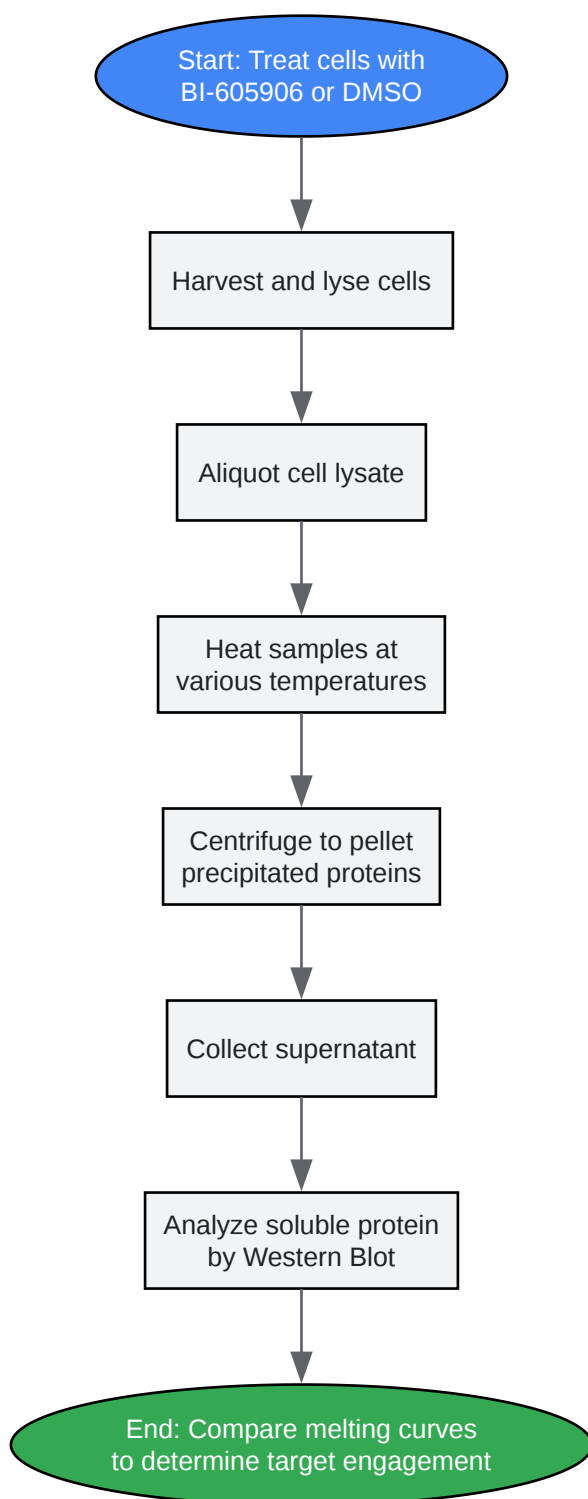 Start: Treat cells with
BI-605906 or DMSO
Harvest and lyse cells
Aliquot cell lysate
Heat samples at
various temperatures
Centrifuge to pellet
precipitated proteins
Collect supernatant
Analyze soluble protein
by Western Blot
End: Compare melting curves
to determine target engagement